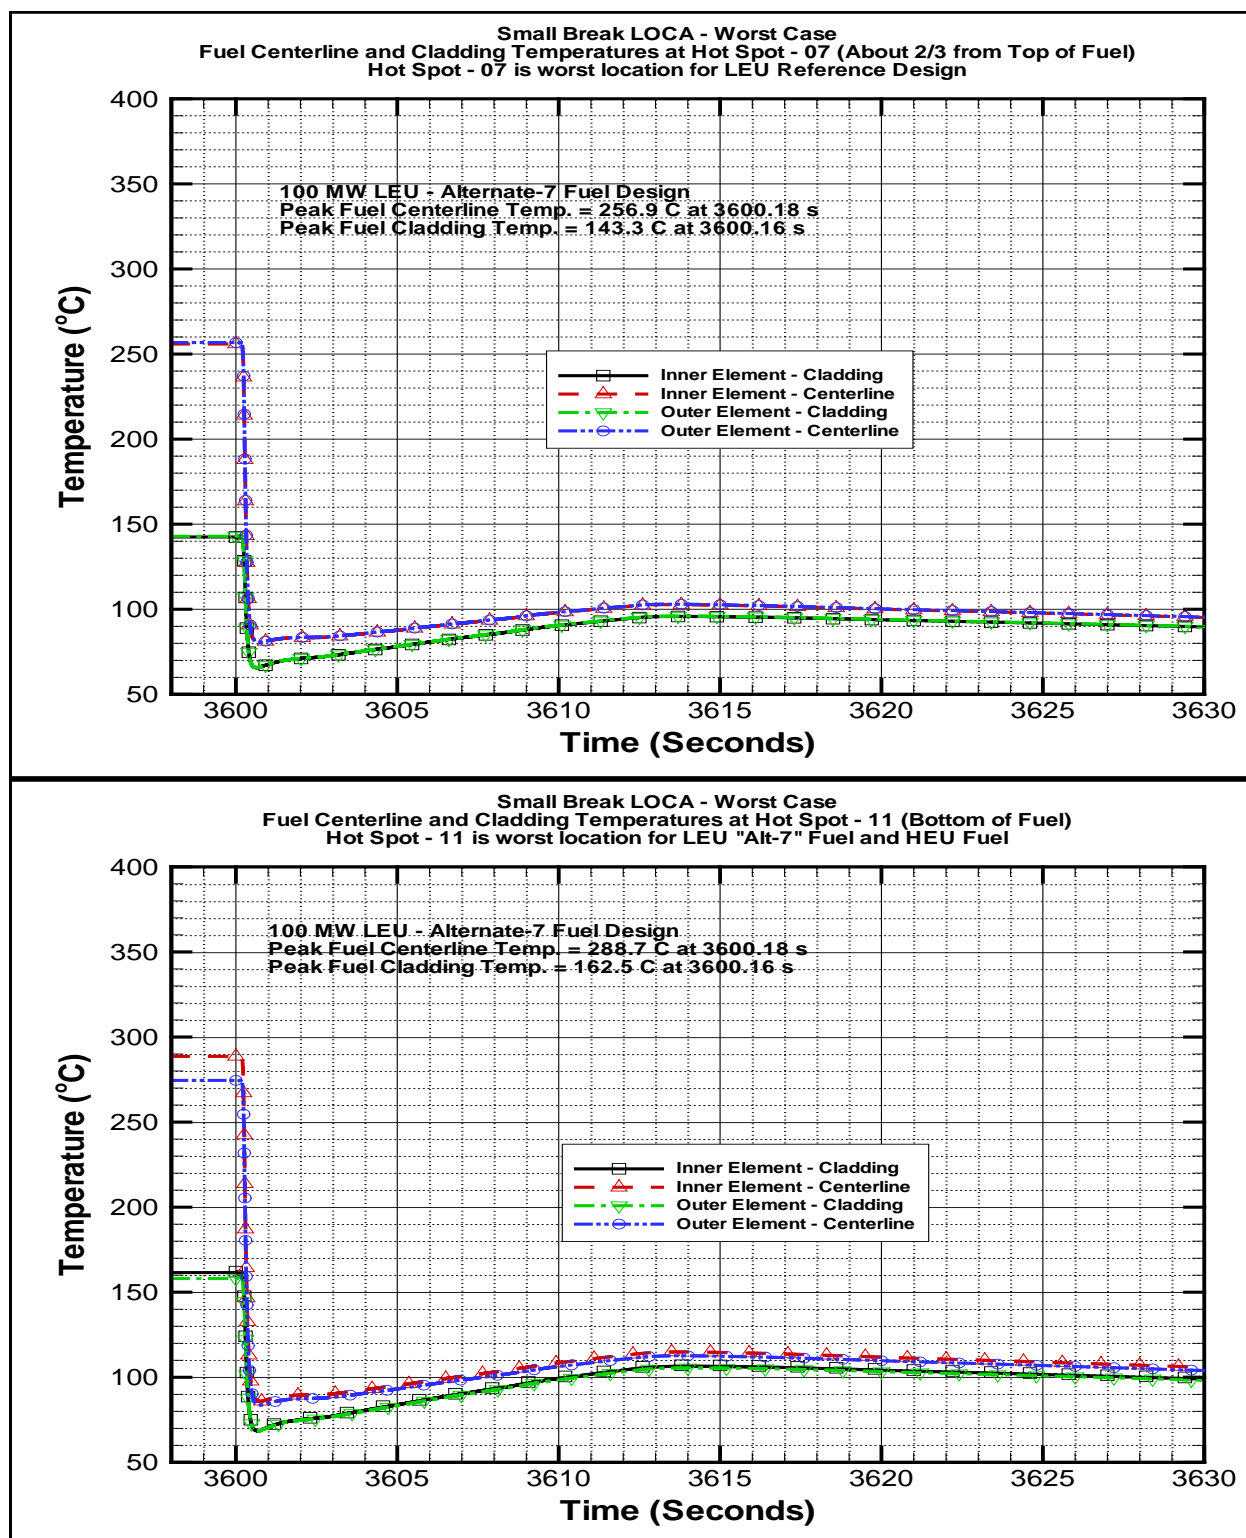 Small Break LOCA - Worst Case
Fuel Centerline and Cladding Temperatures at Hot Spot - 07 (About 2/3 from Top of Fuel)
Hot Spot - 07 is worst location for LEU Reference Design
400
350
300
250
200
150
100
50
Temperature (°C)
100 MW LEU - Alternate-7 Fuel Design
Peak Fuel Centerline Temp. = 256.9 C at 3600.18 s
Peak Fuel Cladding Temp. = 143.3 C at 3600.16 s
Inner Element - Cladding
Inner Element - Centerline
Outer Element - Cladding
Outer Element - Centerline
3600 3605 3610 3615 3620 3625 3630
Time (Seconds)
Small Break LOCA - Worst Case
Fuel Centerline and Cladding Temperatures at Hot Spot - 11 (Bottom of Fuel)
Hot Spot - 11 is worst location for LEU "Alt-7" Fuel and HEU Fuel
400
350
300
250
200
150
100
50
Temperature (°C)
100 MW LEU - Alternate-7 Fuel Design
Peak Fuel Centerline Temp. = 288.7 C at 3600.18 s
Peak Fuel Cladding Temp. = 162.5 C at 3600.16 s
Inner Element - Cladding
Inner Element - Centerline
Outer Element - Cladding
Outer Element - Centerline
3600 3605 3610 3615 3620 3625 3630
Time (Seconds)